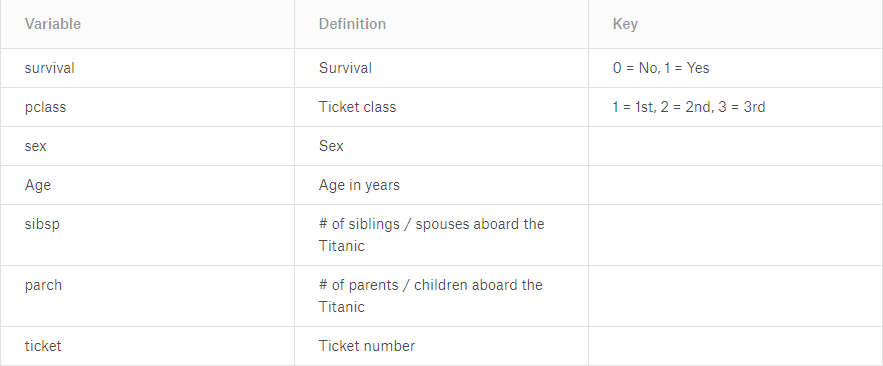 Variable Definition Key
survival Survival 0 = No, 1 = Yes
pclass Ticket class 1 = 1st, 2 = 2nd, 3 = 3rd
sex Sex
Age Age in years
sibsp # of siblings / spouses aboard the
Titanic
parch # of parents / children aboard the
Titanic
ticket Ticket number